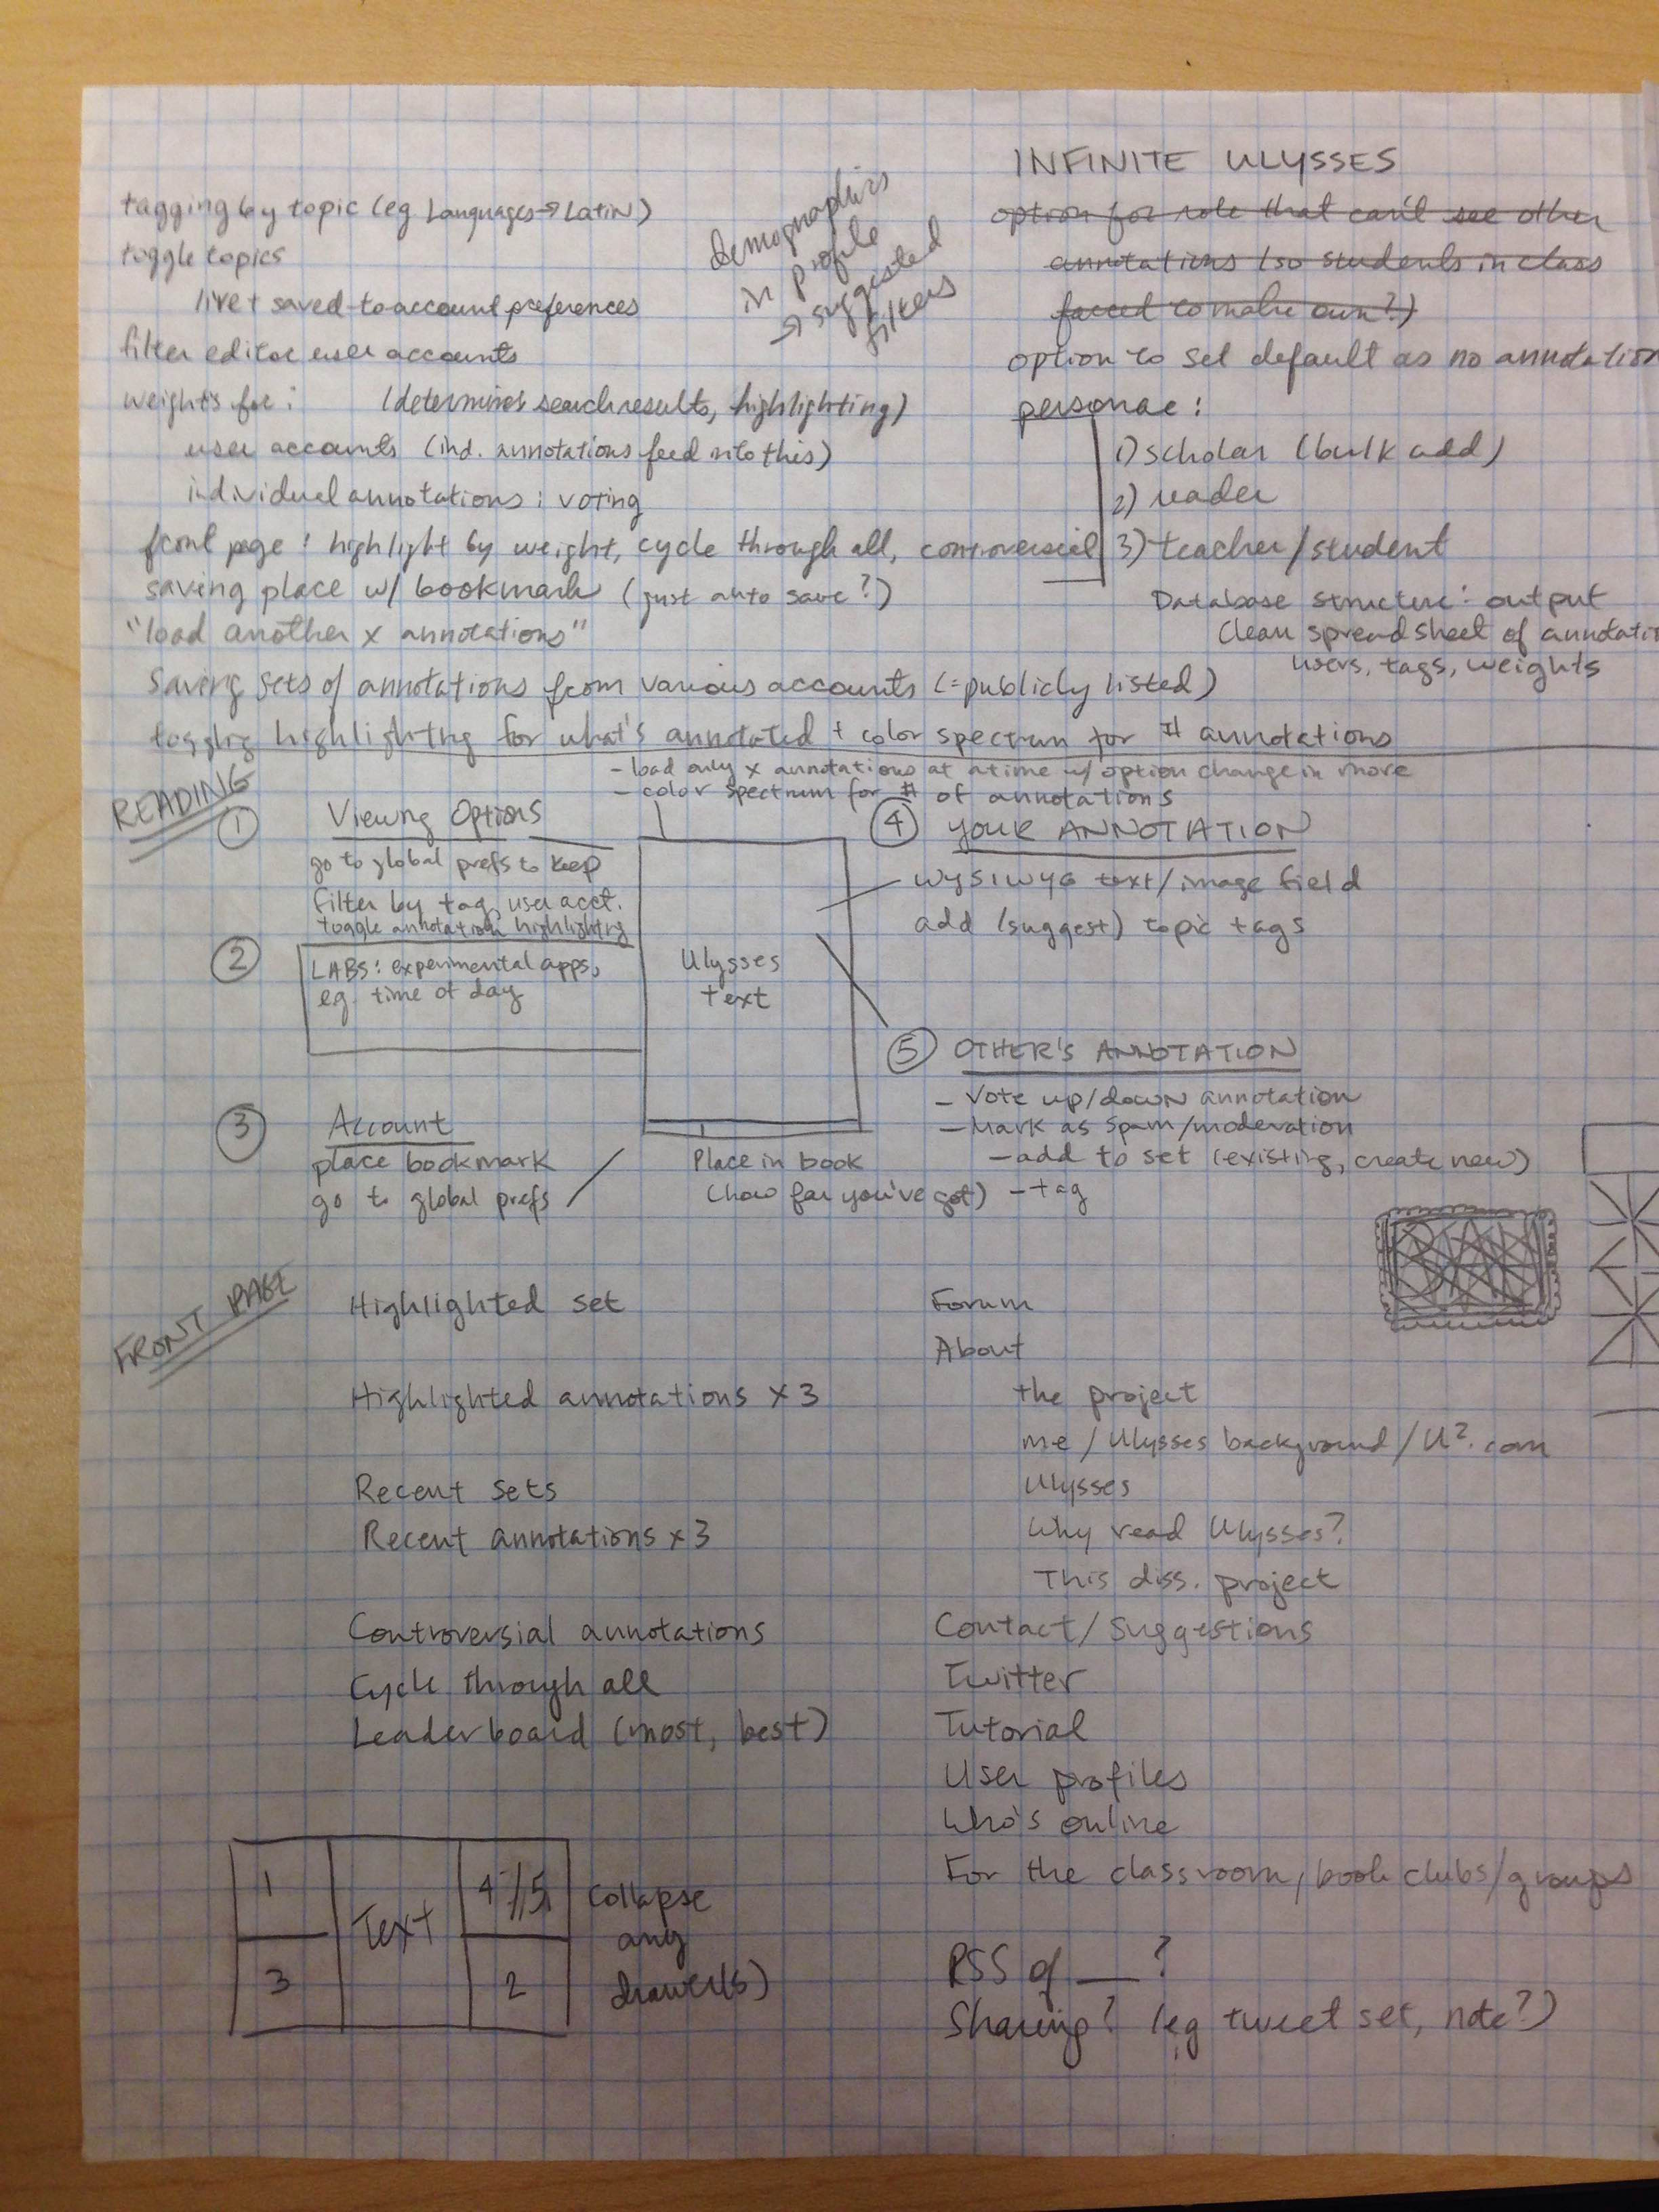 INFINITE ULYSSES
tagging by topic (eg Languages → Latin)
toggle topics
live + saved to account preferences
filter editor user accounts
weights for: (determines search results, highlighting)
user accounts (ind. annotations feed into this)
individual annotations: voting
front page: highlight by weight, cycle through all, controversial
saving place w/ bookmark (just auto save?)
"load another x annotations"
Saving sets of annotations from various accounts (=publicly listed)
togglig highlighting for what's annotated + color spectrum for # annotations
demographics
in profile
→ suggested
filters
option for role that can't see other
annotations (so students in class
forced to make own?)
option to set default as no annotation
personae:
1) scholar (bulk add)
2) reader
3) teacher/student
Database structure: output
clean spreadsheet of annotati
users, tags, weights
READING
- load only x annotations at a time w/ option change in more
- color spectrum for # of annotations
① Viewing Options
go to global prefs to keep
filter by tag, user acct.
toggle annotation highlighting
② LABS: experimental apps,
eg. time of day
③ Account
place bookmark
go to global prefs
Ulysses
text
Place in book
(how far you've got)
④ YOUR ANNOTATION
WYSIWYG text/image field
add (suggest) topic tags
⑤ OTHER'S ANNOTATION
- Vote up/down annotation
- Mark as spam/moderation
- add to set (existing, create new)
- tag
FRONT PAGE
Highlighted set
Highlighted annotations x 3
Recent sets
Recent annotations x 3
Controversial annotations
Cycle through all
Leaderboard (most, best)
Forum
About
the project
me / Ulysses background / U². com
Ulysses
Why read Ulysses?
This diss. project
Contact/Suggestions
Twitter
Tutorial
User profiles
Who's online
For the classroom, book clubs/groups
RSS of ___?
Sharing? (eg tweet set, note?)
1
3
Text
4//5
2
Collapse
any
drawer(s)